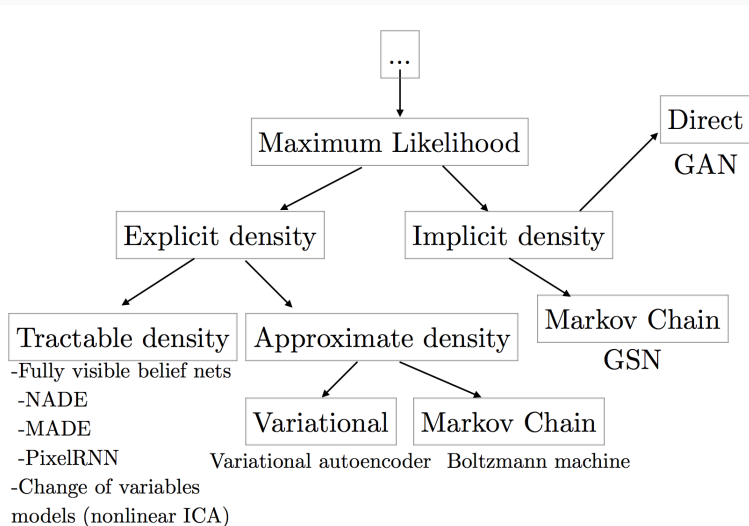 ...
Maximum Likelihood
Direct
GAN
Explicit density
Implicit density
Markov Chain
GSN
Tractable density
Approximate density
-Fully visible belief nets
-NADE
-MADE
-PixelRNN
-Change of variables
models (nonlinear ICA)
Variational
Markov Chain
Variational autoencoder
Boltzmann machine